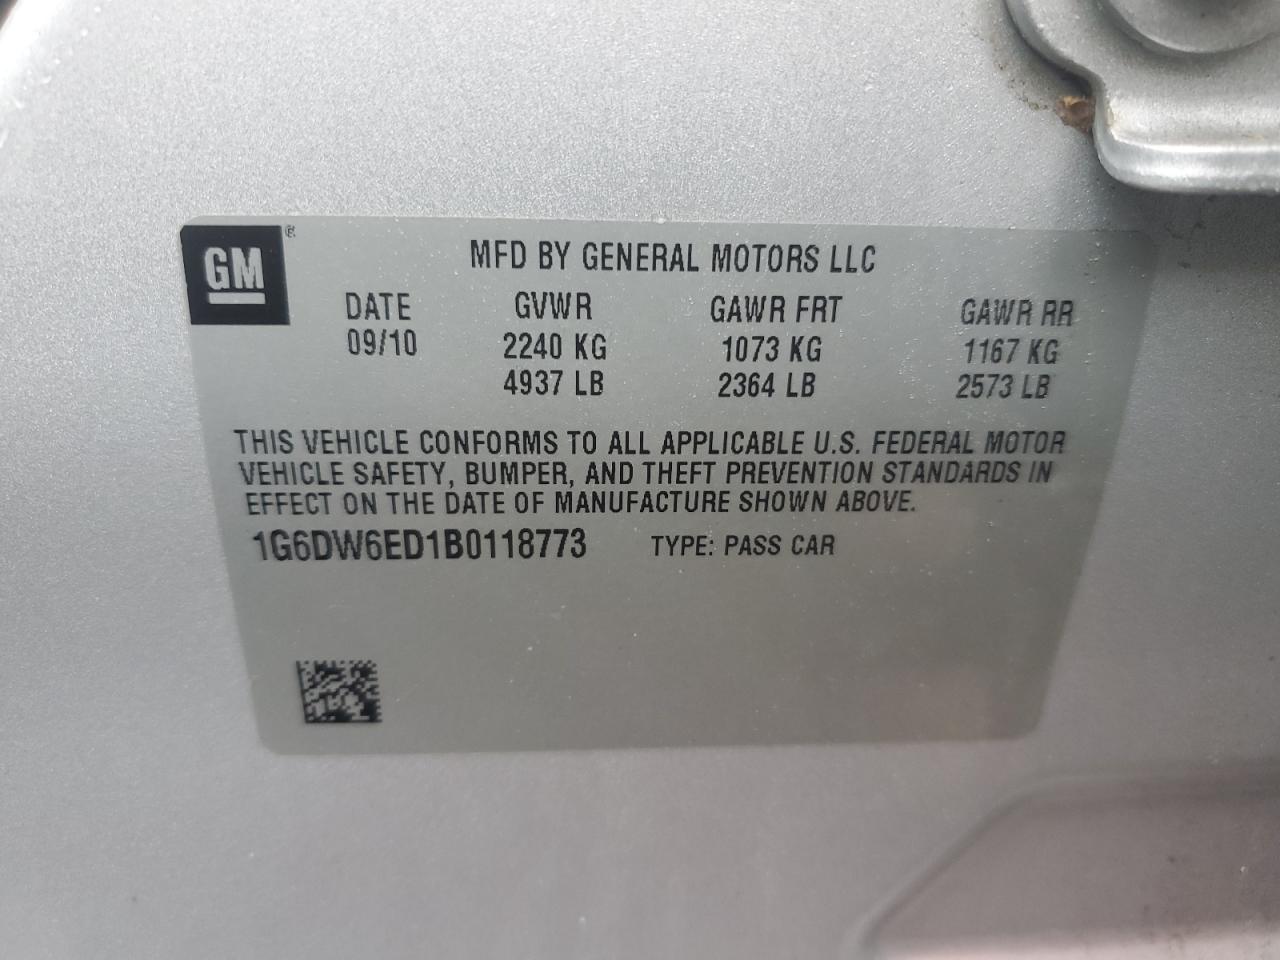 GM®
MFD BY GENERAL MOTORS LLC
DATE GVWR GAWR FRT GAWR RR
09/10 2240 KG 1073 KG 1167 KG
4937 LB 2364 LB 2573 LB
THIS VEHICLE CONFORMS TO ALL APPLICABLE U.S. FEDERAL MOTOR
VEHICLE SAFETY, BUMPER, AND THEFT PREVENTION STANDARDS IN
EFFECT ON THE DATE OF MANUFACTURE SHOWN ABOVE.
1G6DW6ED1B0118773 TYPE: PASS CAR